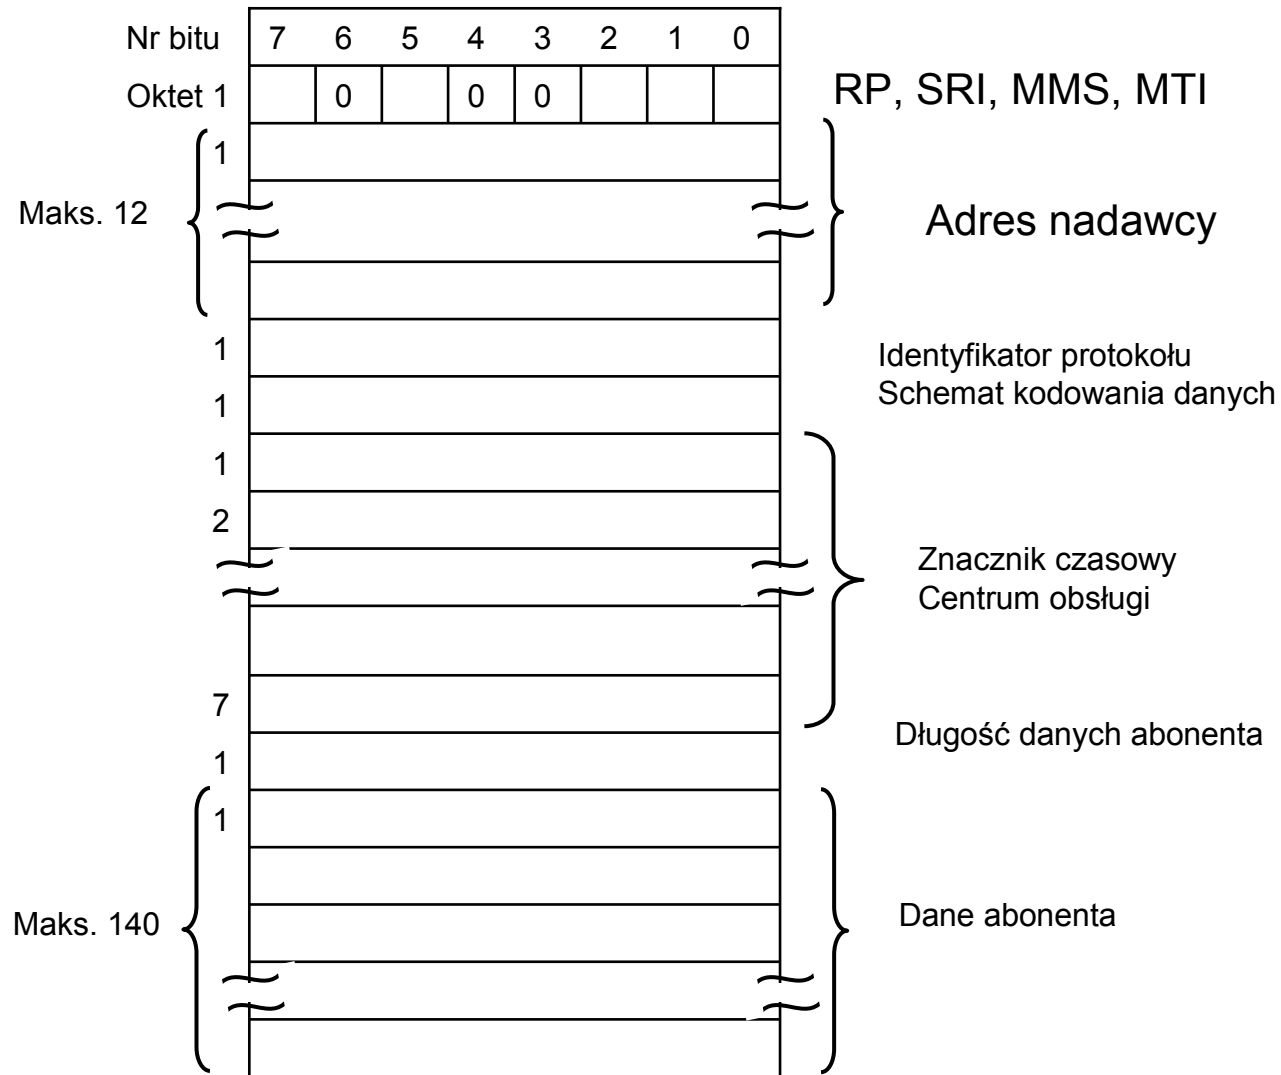 Nr bitu 7 6 5 4 3 2 1 0
Oktet 1 0 0 0 RP, SRI, MMS, MTI
1
Maks. 12 Adres nadawcy
1 Identyfikator protokołu
1 Schemat kodowania danych
1
2
Znacznik czasowy
Centrum obsługi
7
Długość danych abonenta
1
1
Maks. 140 Dane abonenta